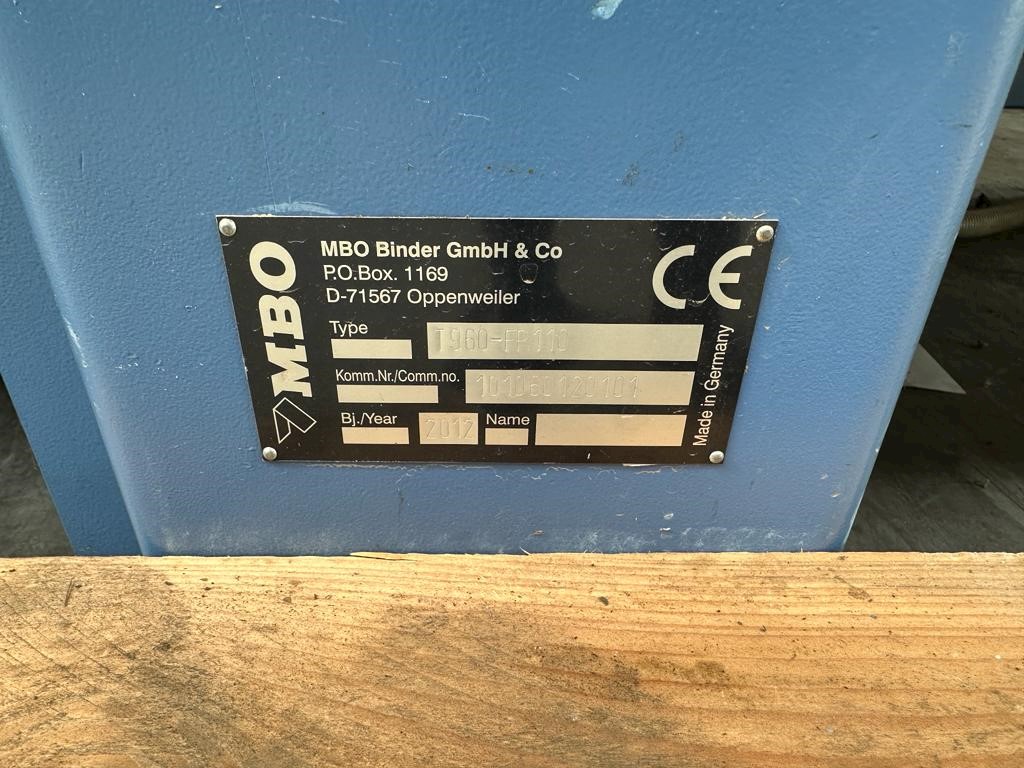 MBO
MBO Binder GmbH & Co
P.O.Box. 1169
D-71567 Oppenweiler
CE
Type
T960-FP110
Komm.Nr./Comm.no.
101060120101
Bj./Year
2012
Name
Made in Germany